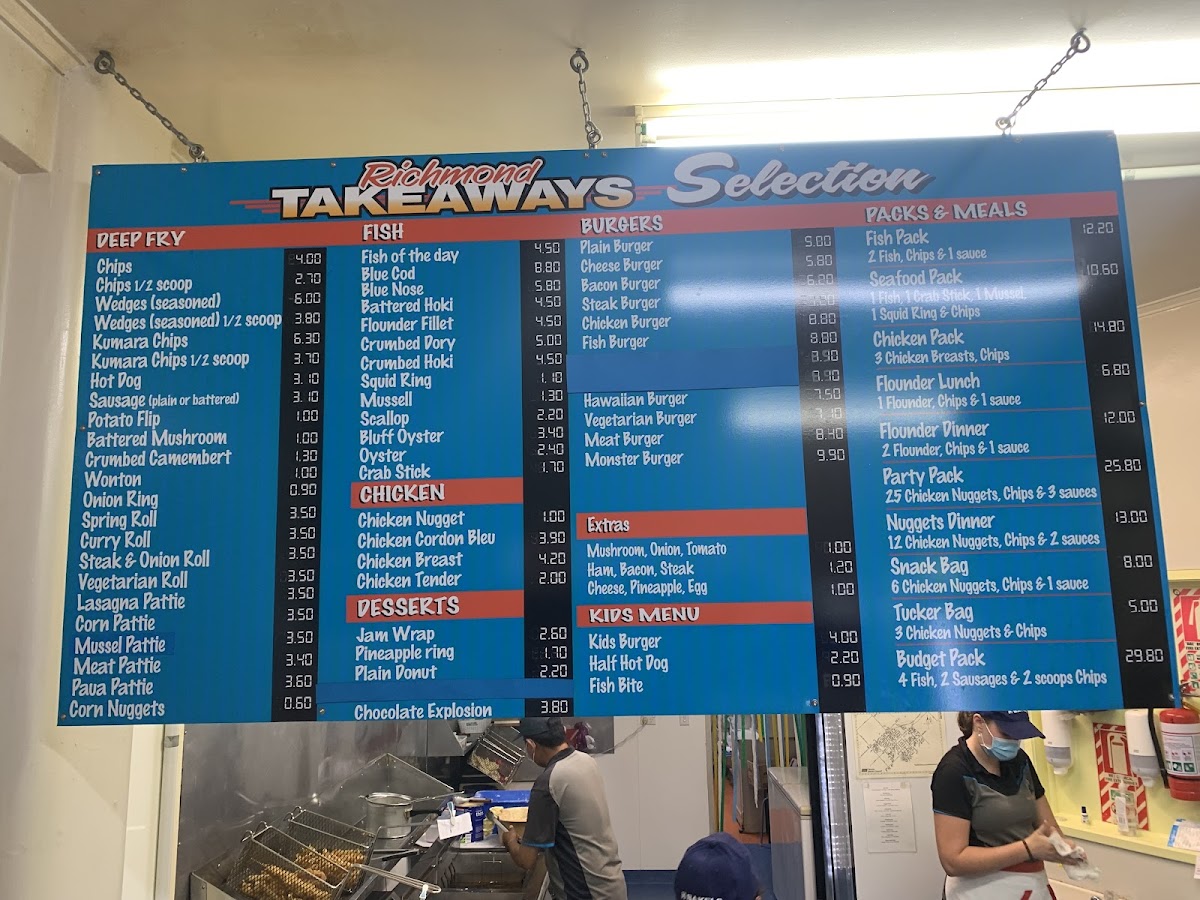 Richmond
TAKEAWAYS Selection
DEEP FRY
Chips 4.00
Chips 1/2 scoop 2.70
Wedges (seasoned) 6.00
Wedges (seasoned) 1/2 scoop 3.80
Kumara Chips 6.30
Kumara Chips 1/2 scoop 3.70
Hot Dog 3.10
Sausage (plain or battered) 3.10
Potato Flip 1.00
Battered Mushroom 1.00
Crumbed Camembert 1.30
Wonton 1.00
Onion Ring 0.90
Spring Roll 3.50
Curry Roll 3.50
Steak & Onion Roll 3.50
Vegetarian Roll 3.50
Lasagna Pattie 3.50
Corn Pattie 3.50
Mussel Pattie 3.50
Meat Pattie 3.40
Paua Pattie 3.60
Corn Nuggets 0.60
FISH
Fish of the day 4.50
Blue Cod 8.80
Blue Nose 5.80
Battered Hoki 4.50
Flounder Fillet 4.50
Crumbed Dory 5.00
Crumbed Hoki 4.50
Squid Ring 1.10
Mussell 1.30
Scallop 2.20
Bluff Oyster 3.40
Oyster 2.40
Crab Stick 1.70
CHICKEN
Chicken Nugget 1.00
Chicken Cordon Bleu 3.90
Chicken Breast 4.20
Chicken Tender 2.00
DESSERTS
Jam Wrap 2.60
Pineapple ring 1.70
Plain Donut 2.20
Chocolate Explosion 3.80
BURGERS
Plain Burger 5.00
Cheese Burger 5.80
Bacon Burger 6.20
Steak Burger
Chicken Burger 8.80
Fish Burger 8.80
8.90
8.90
Hawaiian Burger 7.50
Vegetarian Burger 7.10
Meat Burger 8.40
Monster Burger 9.90
Extras
Mushroom, Onion, Tomato 1.00
Ham, Bacon, Steak 1.20
Cheese, Pineapple, Egg 1.00
KIDS MENU
Kids Burger 4.00
Half Hot Dog 2.20
Fish Bite 0.90
PACKS & MEALS
Fish Pack 12.20
2 Fish, Chips & 1 sauce
Seafood Pack 10.60
1 Fish, 1 Crab Stick, 1 Mussel,
1 Squid Ring & Chips
Chicken Pack 14.80
3 Chicken Breasts, Chips
Flounder Lunch 6.80
1 Flounder, Chips & 1 sauce
Flounder Dinner 12.00
2 Flounder, Chips & 1 sauce
Party Pack 25.80
25 Chicken Nuggets, Chips & 3 sauces
Nuggets Dinner 13.00
12 Chicken Nuggets, Chips & 2 sauces
Snack Bag 8.00
6 Chicken Nuggets, Chips & 1 sauce
Tucker Bag 5.00
3 Chicken Nuggets & Chips
Budget Pack 29.80
4 Fish, 2 Sausages & 2 scoops Chips